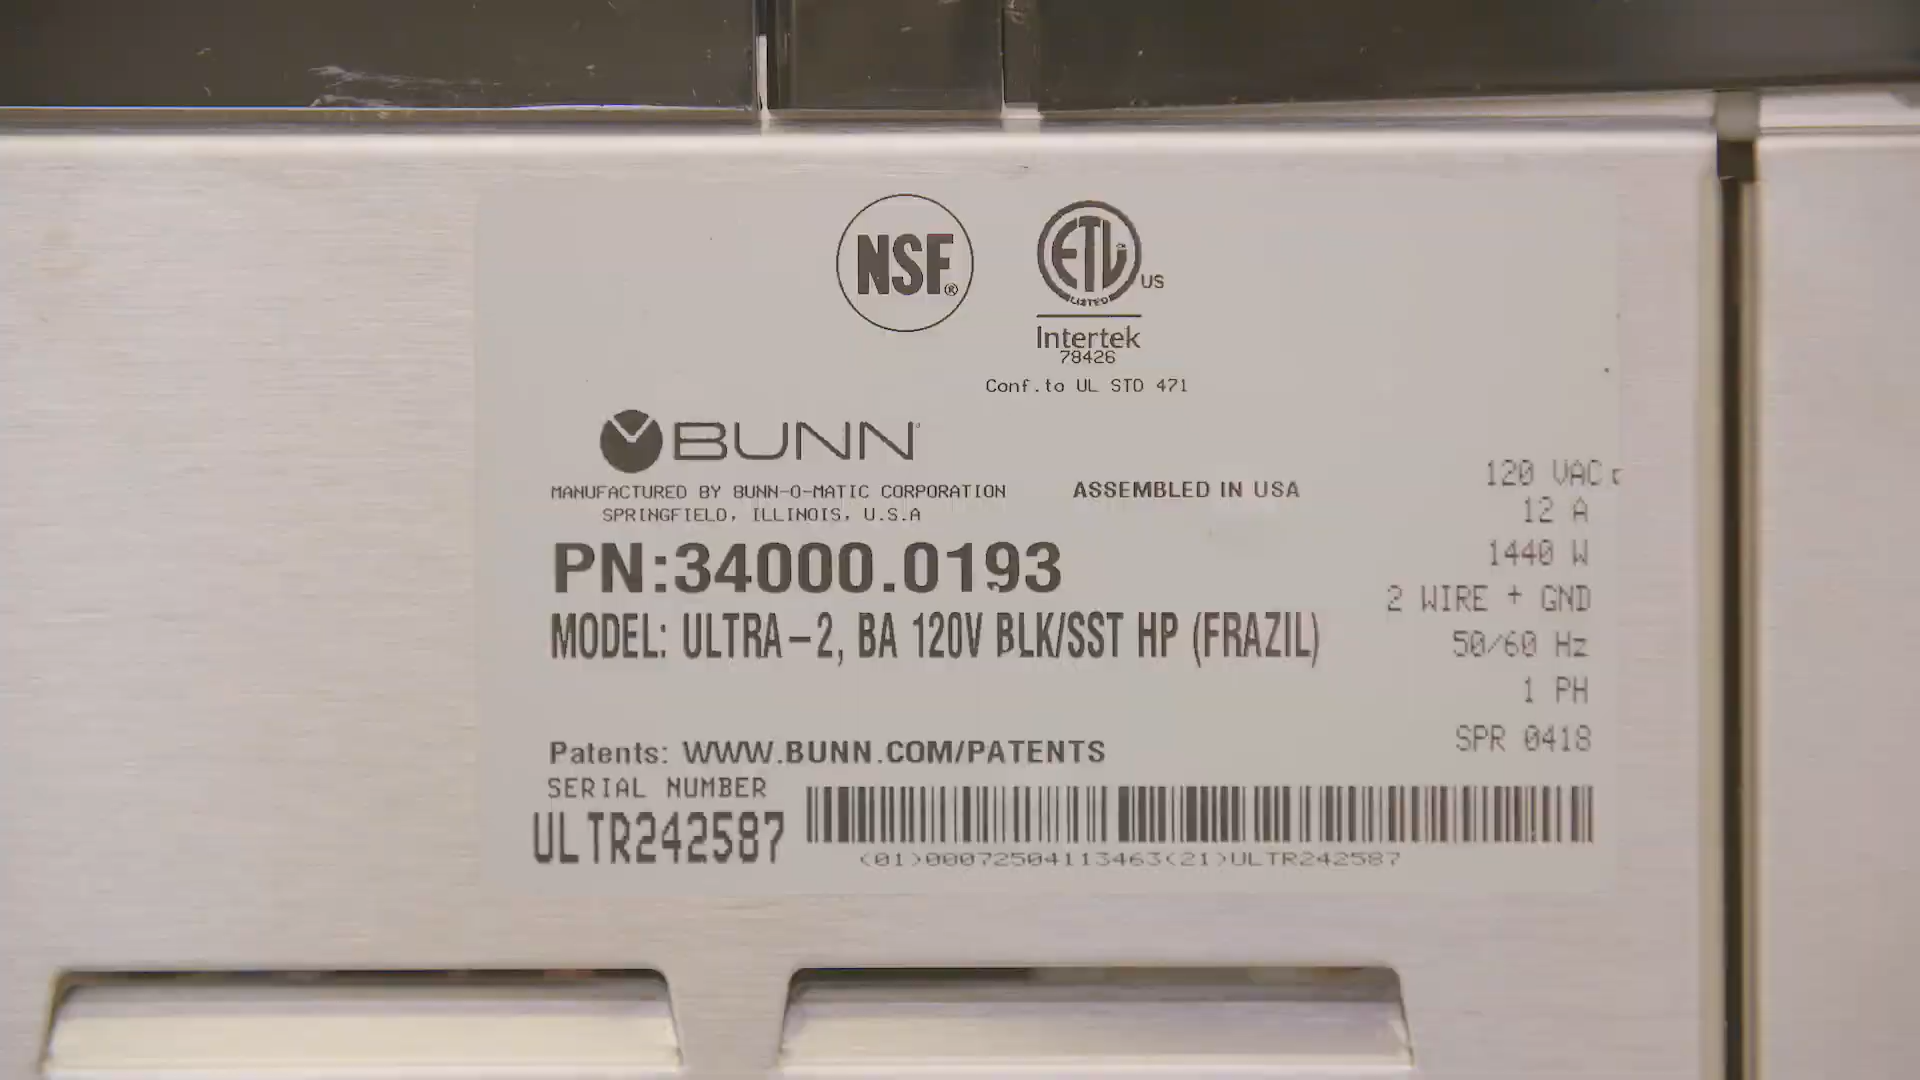 NSF®
ETL US
LISTED
Intertek
78426
Conf.to UL STD 471
BUNN
MANUFACTURED BY BUNN-O-MATIC CORPORATION
SPRINGFIELD, ILLINOIS, U.S.A
ASSEMBLED IN USA
PN:34000.0193
MODEL: ULTRA-2, BA 120V BLK/SST HP (FRAZIL)
120 VAC
12 A
1440 W
2 WIRE + GND
50/60 Hz
1 PH
SPR 0418
Patents: WWW.BUNN.COM/PATENTS
SERIAL NUMBER
ULTR242587
(01)00072504113463(21)ULTR242587